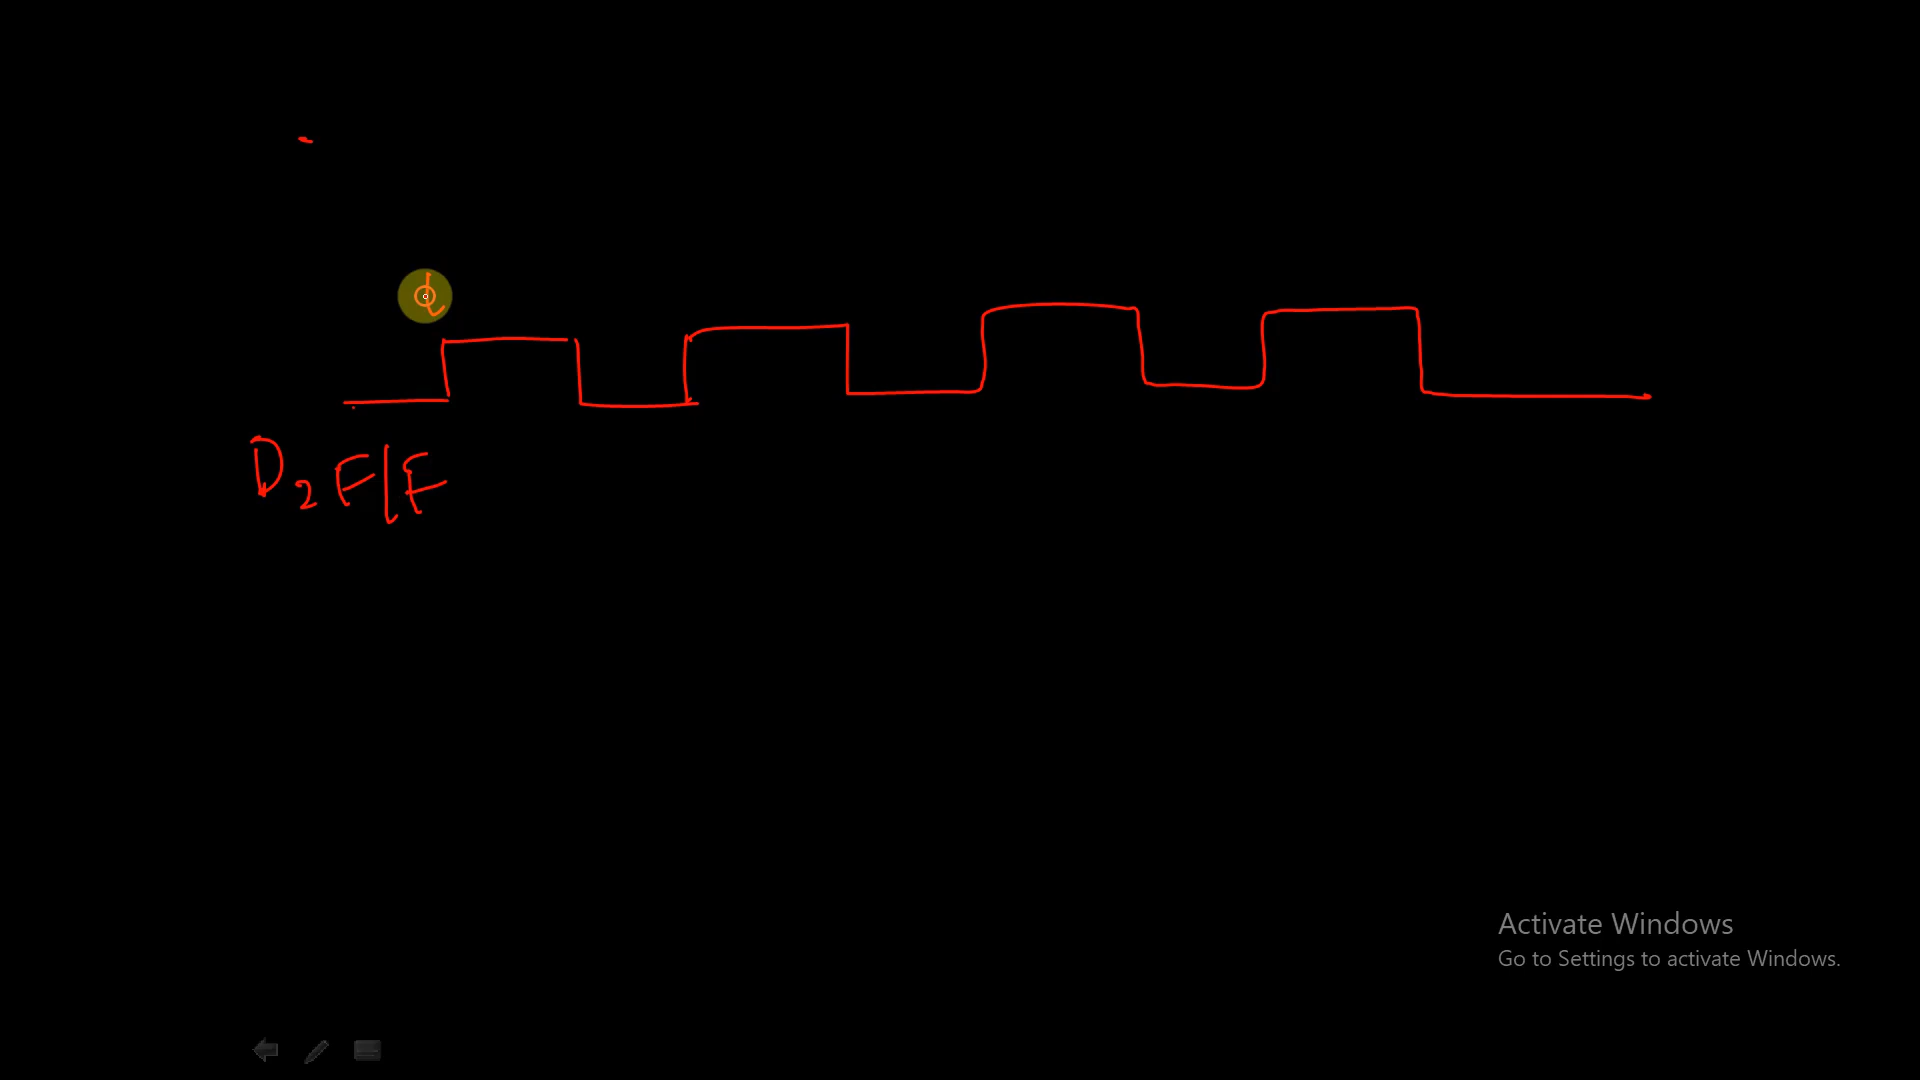 D₂ F/F
Activate Windows
Go to Settings to activate Windows.